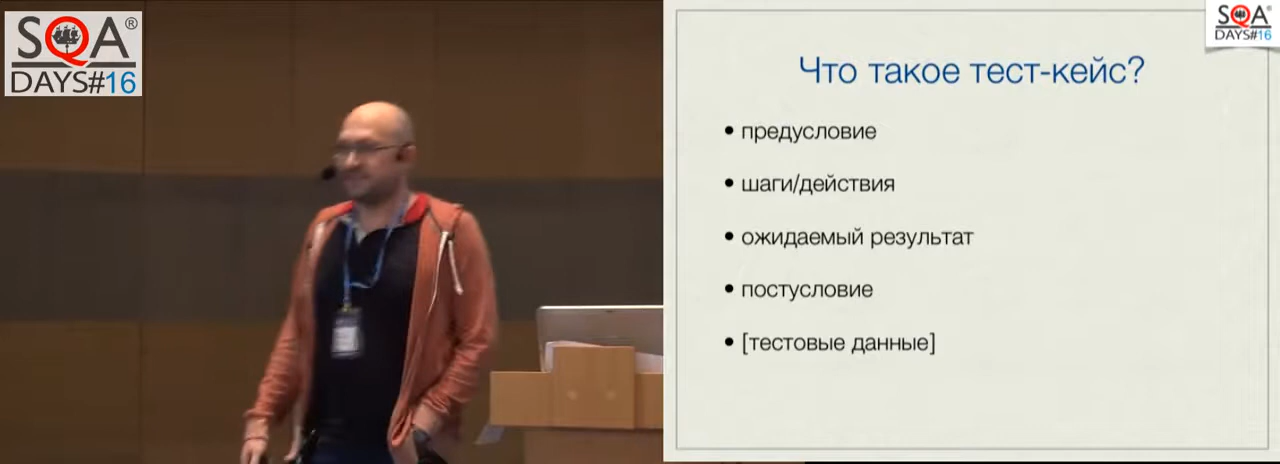 SQA®
DAYS#16
SQA®
DAYS#16
Что такое тест-кейс?
• предусловие
• шаги/действия
• ожидаемый результат
• постусловие
• [тестовые данные]